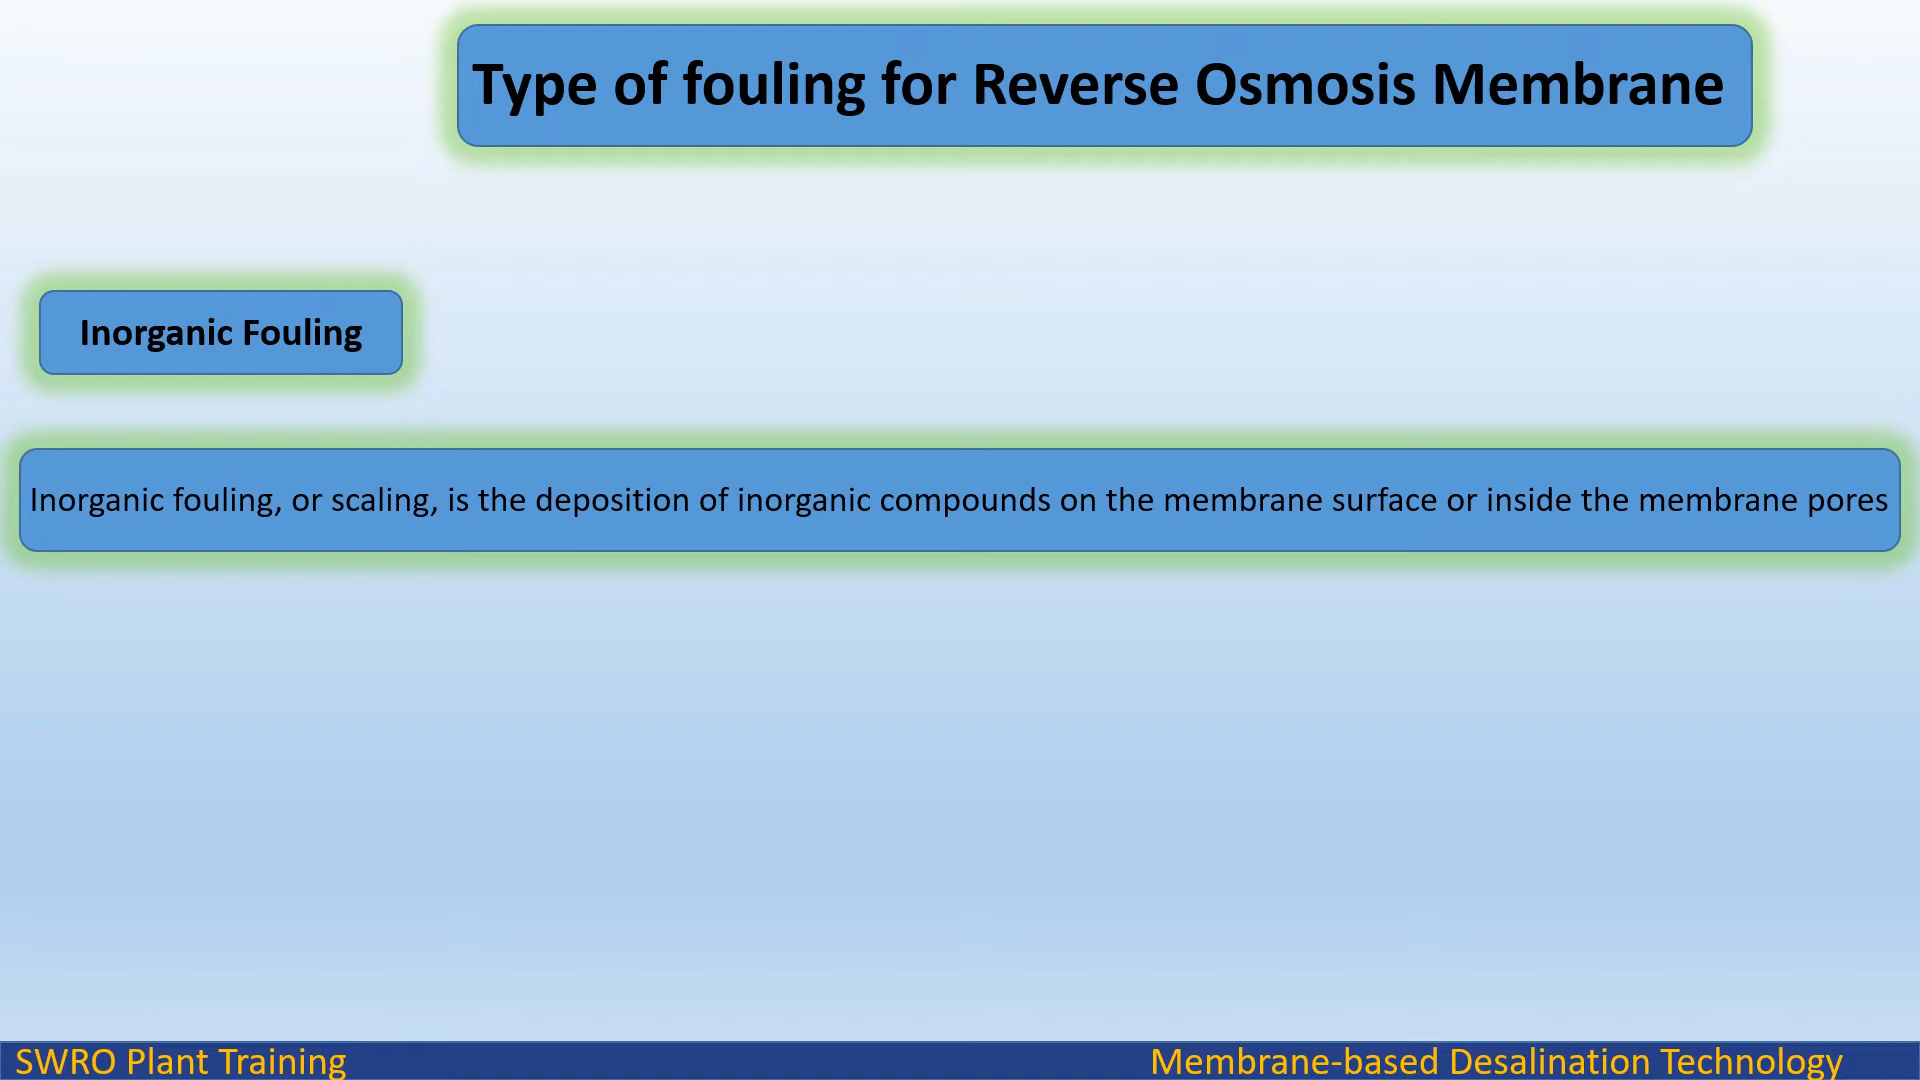 Type of fouling for Reverse Osmosis Membrane
Inorganic Fouling
Inorganic fouling, or scaling, is the deposition of inorganic compounds on the membrane surface or inside the membrane pores
SWRO Plant Training
Membrane-based Desalination Technology